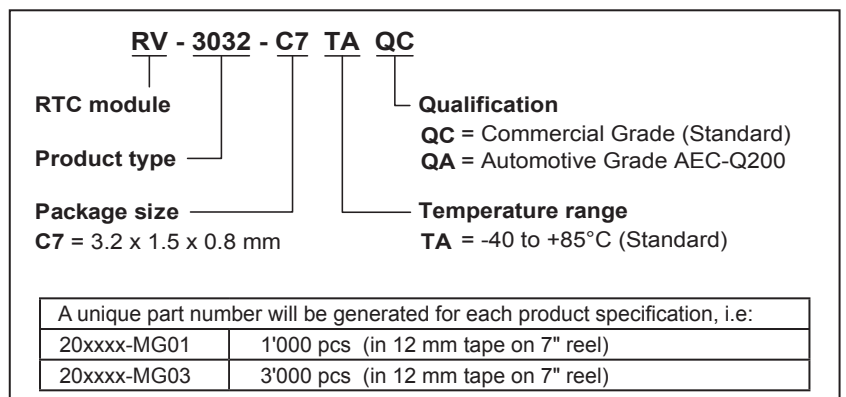 RV - 3032 - C7 TA QC
RTC module
Product type
Package size
C7 = 3.2 x 1.5 x 0.8 mm
Qualification
QC = Commercial Grade (Standard)
QA = Automotive Grade AEC-Q200
Temperature range
TA = -40 to +85°C (Standard)
A unique part number will be generated for each product specification, i.e:
20xxxx-MG01 1'000 pcs (in 12 mm tape on 7" reel)
20xxxx-MG03 3'000 pcs (in 12 mm tape on 7" reel)